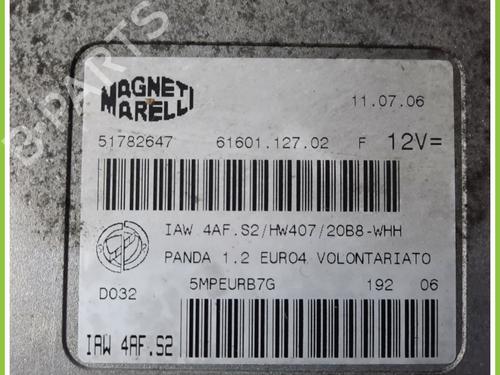 MAGNETI MARELLI
11.07.06
51782647 61601.127.02 F 12V=
IAW 4AF.S2/HW407/20B8-WHH
PANDA 1.2 EURO4 VOLONTARIATO
D032 5MPEURB7G 192 06
IAW 4AF.S2
B-PARTS